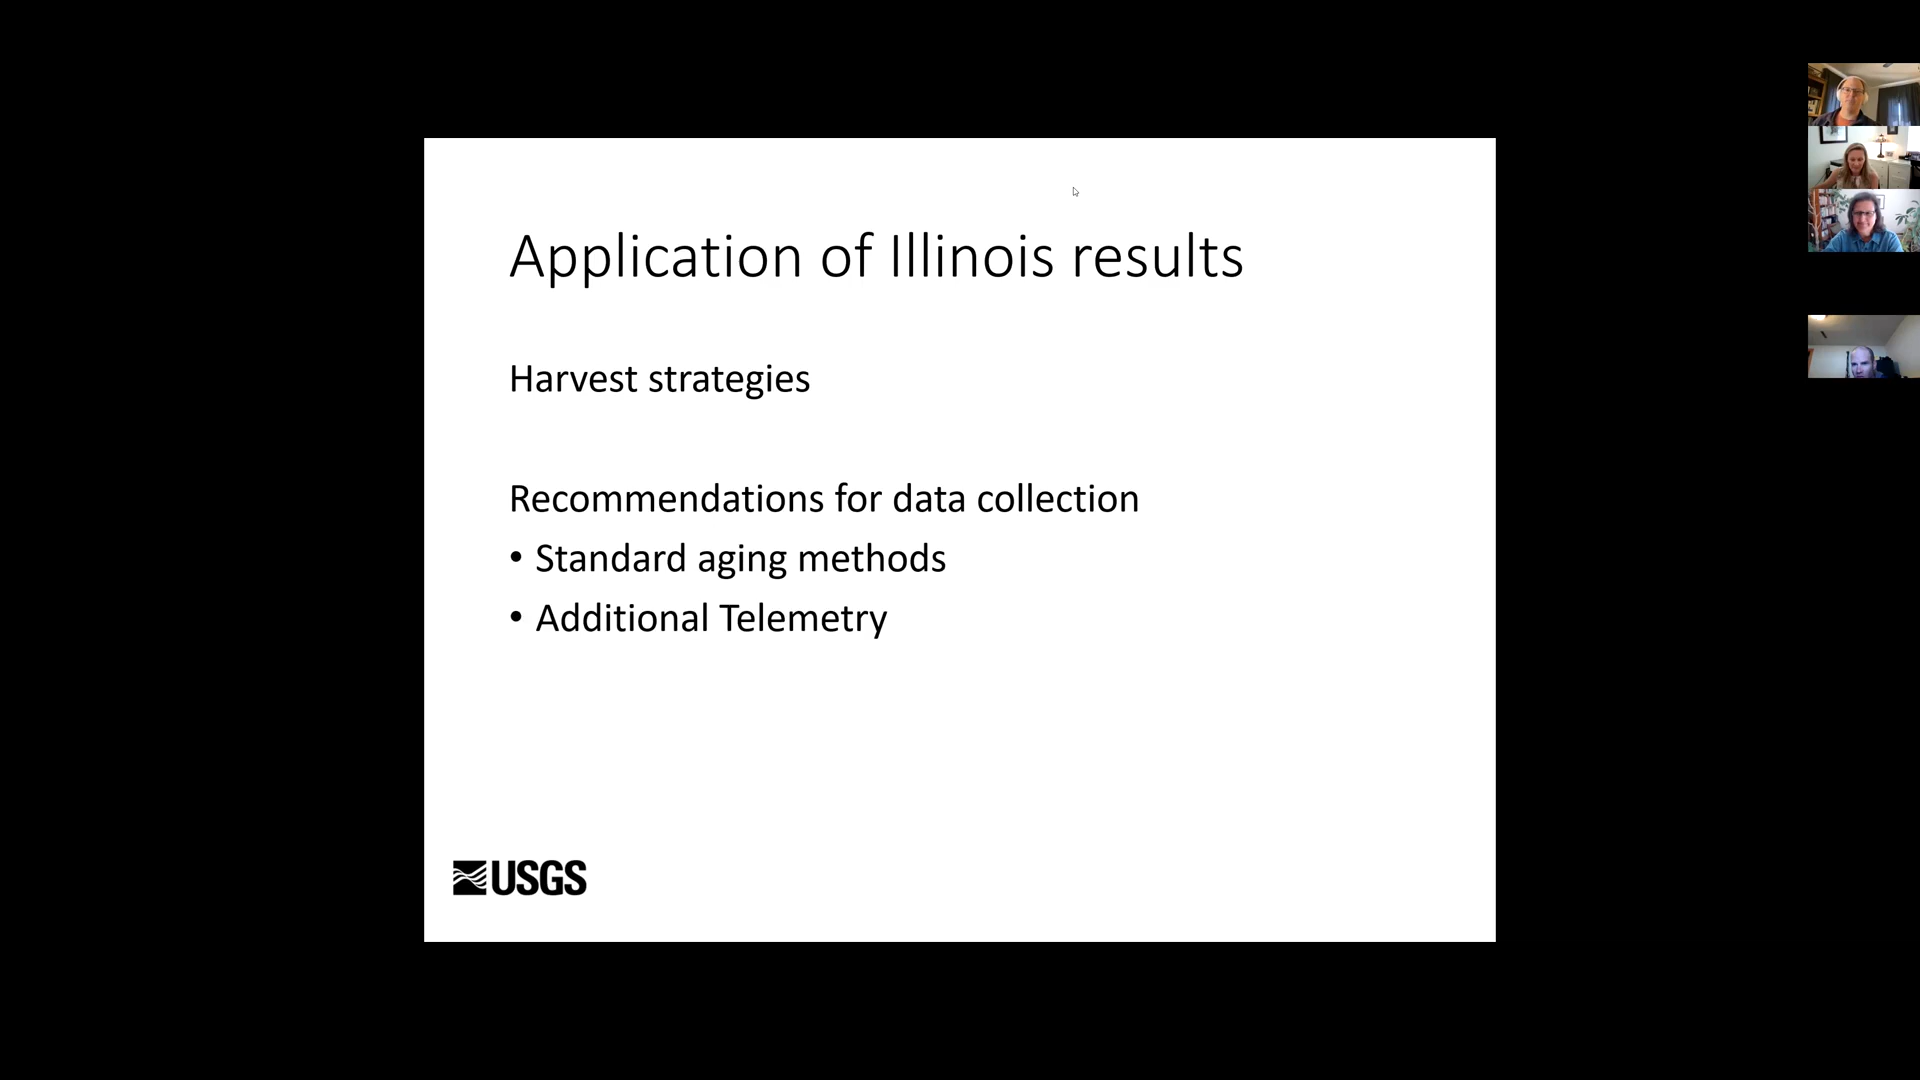 Application of Illinois results
Harvest strategies
Recommendations for data collection
• Standard aging methods
• Additional Telemetry
USGS